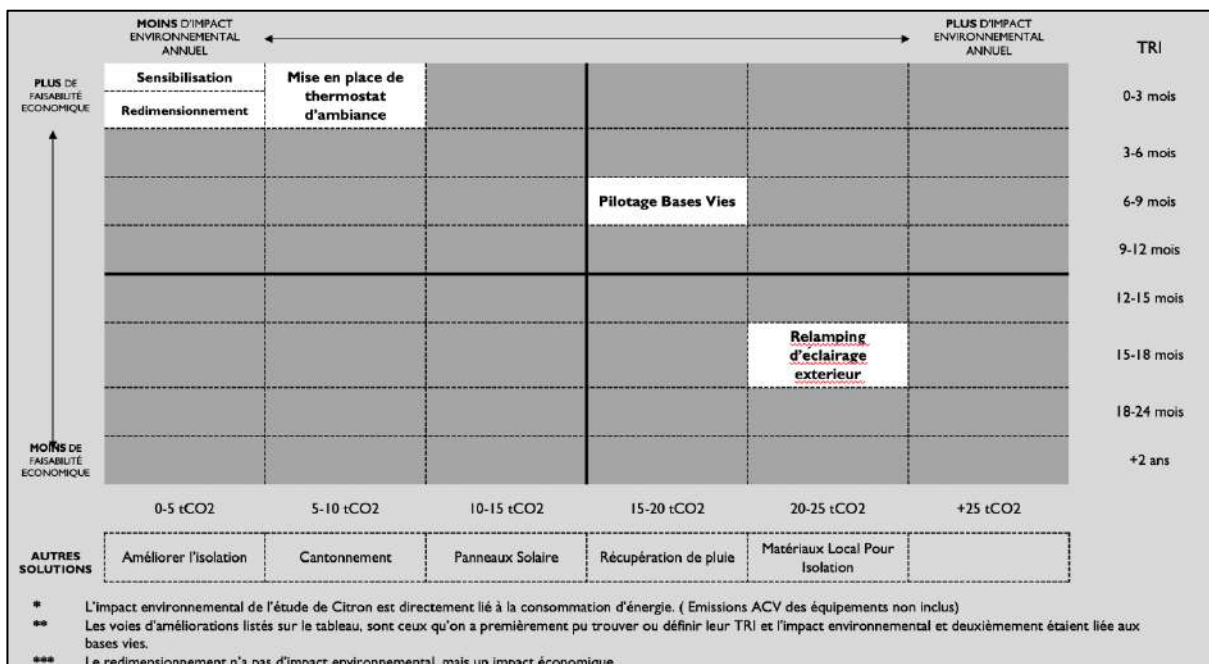 MOINS D'IMPACT
ENVIRONNEMENTAL
ANNUEL
PLUS D'IMPACT
ENVIRONNEMENTAL
ANNUEL
TRI
PLUS DE
FAISABILITÉ
ECONOMIQUE
Sensibilisation
Redimensionnement
Mise en place de
thermostat
d'ambiance
0-3 mois
3-6 mois
Pilotage Bases Vies
6-9 mois
9-12 mois
12-15 mois
Relamping
d'éclairage
exterieur
15-18 mois
18-24 mois
MOINS DE
FAISABILITÉ
ECONOMIQUE
+2 ans
0-5 tCO2
5-10 tCO2
10-15 tCO2
15-20 tCO2
20-25 tCO2
+25 tCO2
AUTRES
SOLUTIONS
Améliorer l'isolation
Cantonnement
Panneaux Solaire
Récupération de pluie
Matériaux Local Pour
Isolation
* L'impact environnemental de l'étude de Citron est directement lié à la consommation d'énergie. ( Emissions ACV des équipements non inclus)
** Les voies d'améliorations listés sur le tableau, sont ceux qu'on a premièrement pu trouver ou définir leur TRI et l'impact environnemental et deuxièmement étaient liée aux
bases vies.
*** Le redimensionnement n'a pas d'impact environnemental, mais un impact économique